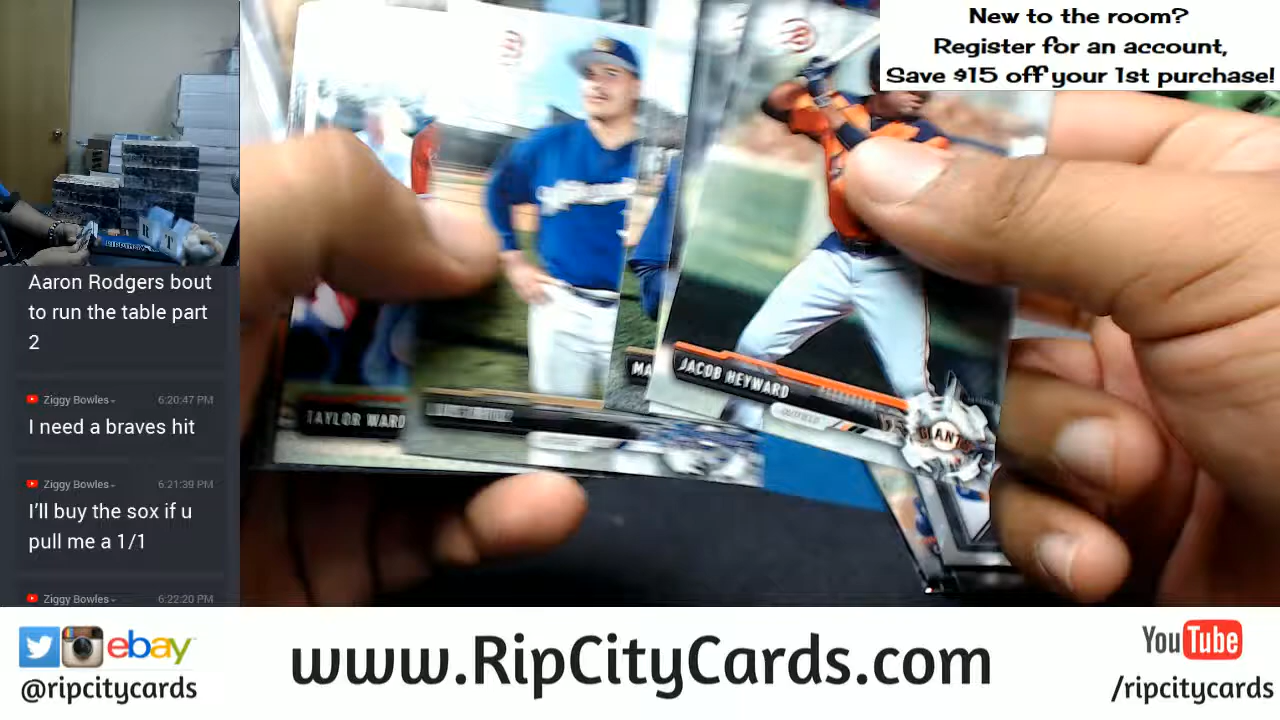 New to the room?
Register for an account,
Save $15 off your 1st purchase!
Aaron Rodgers bout
to run the table part
2
Ziggy Bowles 6:20:47 PM
I need a braves hit
Ziggy Bowles 6:21:39 PM
I'll buy the sox if u
pull me a 1/1
Ziggy Bowles 6:22:20 PM
TAYLOR WARD
MA
JACOB HEYWARD
OUTFIELD
GIANTS
ebay
@ripcitycards
www.RipCityCards.com
YouTube
/ripcitycards